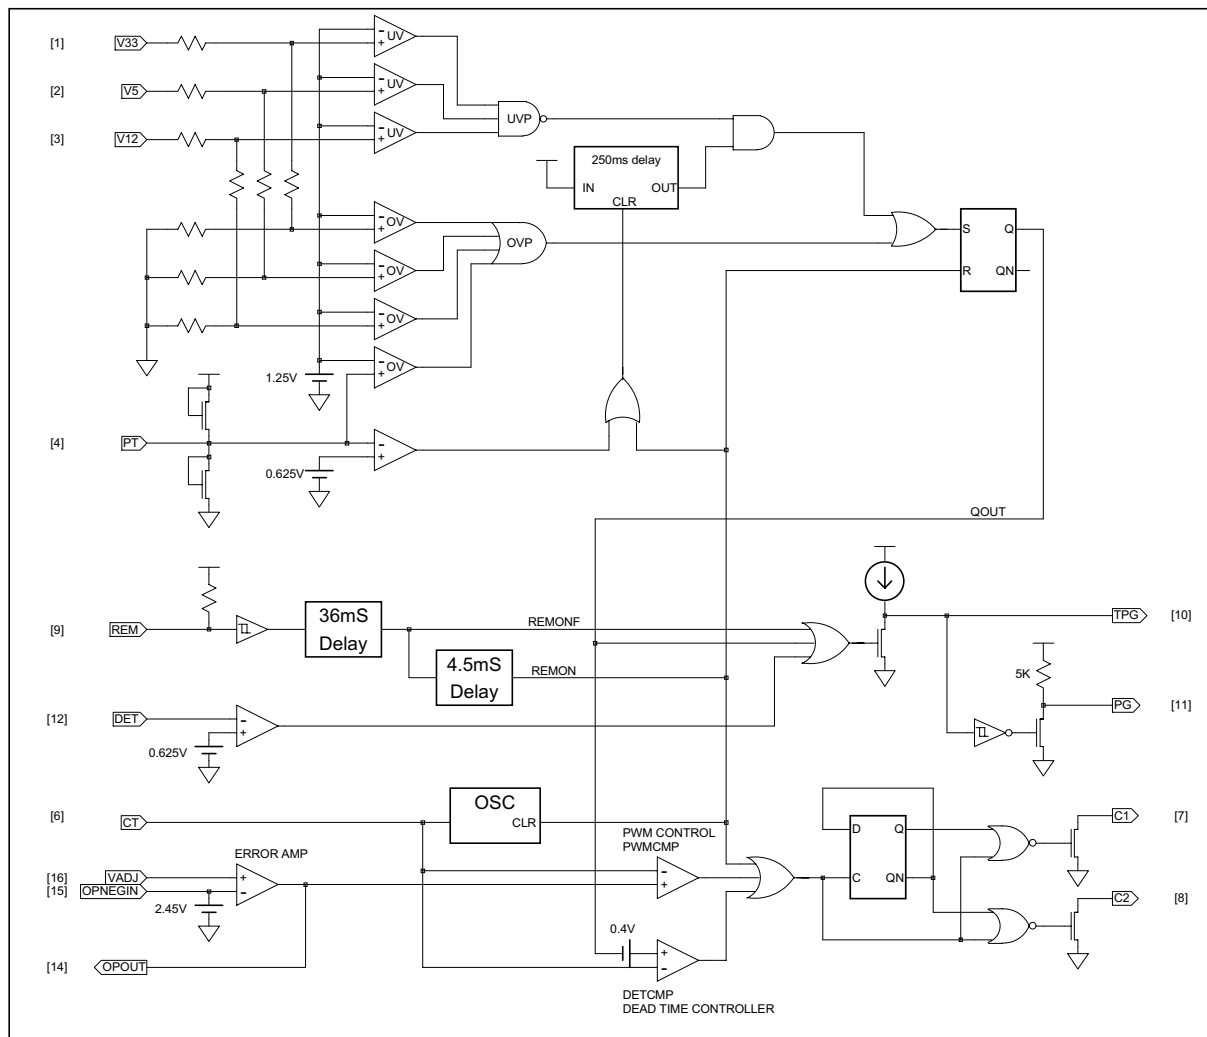 [1] V33 - + UV
[2] V5 - + UV
[3] V12 - + UV
UVP
250ms delay
IN OUT
CLR
- + OV
OVP
- + OV
- + OV
- + OV
S Q
R QN
1.25V
[4] PT - +
0.625V
QOUT
[9] REM
36mS
Delay
REMONF
4.5mS
Delay
REMON
TPG [10]
5K
PG [11]
[12] DET - +
0.625V
[6] CT
OSC
CLR
PWM CONTROL
PWMCMP
- +
D Q
C QN
C1 [7]
C2 [8]
ERROR AMP
[16] VADJ +
[15] OPNEGIN -
2.45V
0.4V
+ -
[14] OPOUT
DETCMP
DEAD TIME CONTROLLER